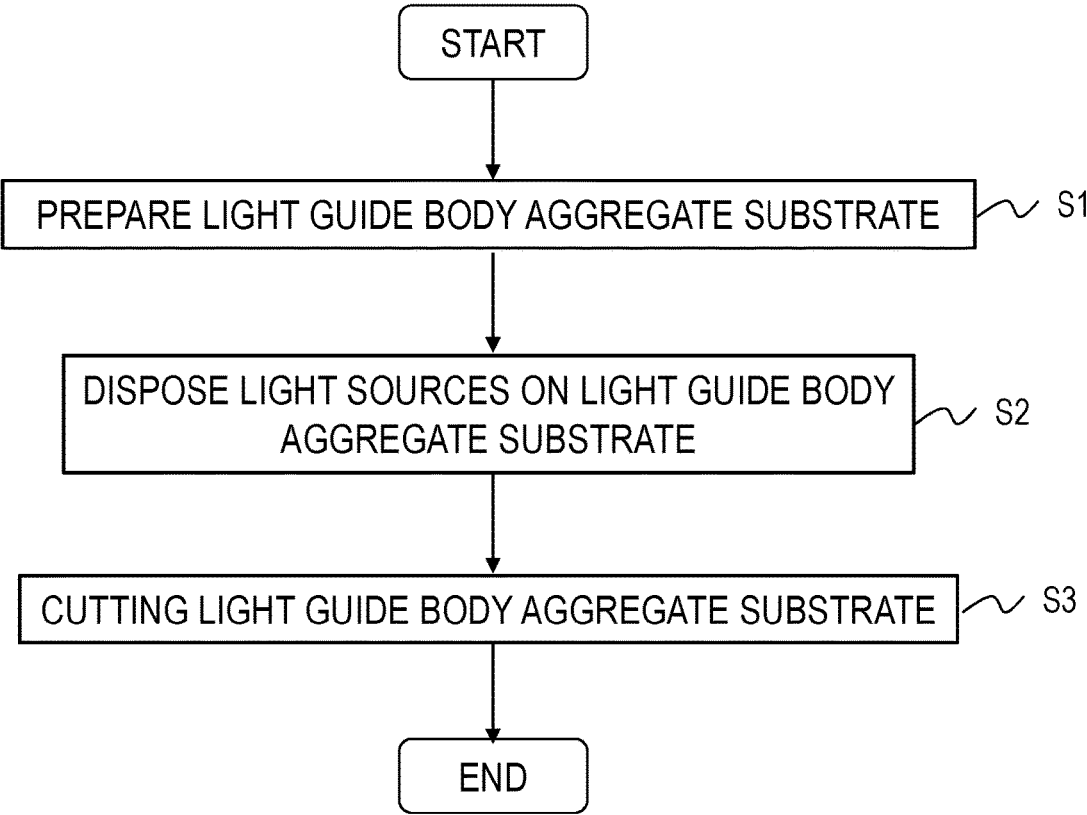 START
PREPARE LIGHT GUIDE BODY AGGREGATE SUBSTRATE
S1
DISPOSE LIGHT SOURCES ON LIGHT GUIDE BODY
AGGREGATE SUBSTRATE
S2
CUTTING LIGHT GUIDE BODY AGGREGATE SUBSTRATE
S3
END